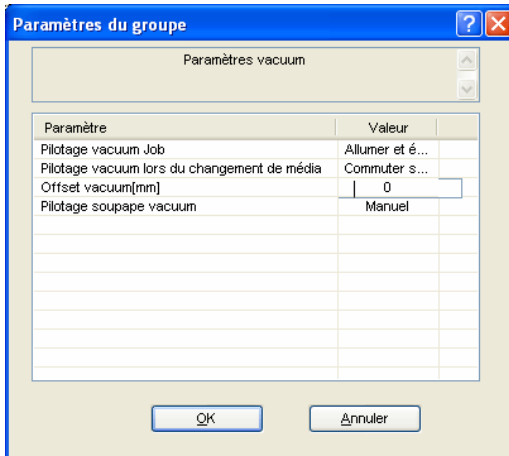 Paramètres du groupe
Paramètres vacuum
Paramètre Valeur
Pilotage vacuum Job Allumer et é...
Pilotage vacuum lors du changement de média Commuter s...
Offset vacuum[mm] 0
Pilotage soupape vacuum Manuel
OK Annuler